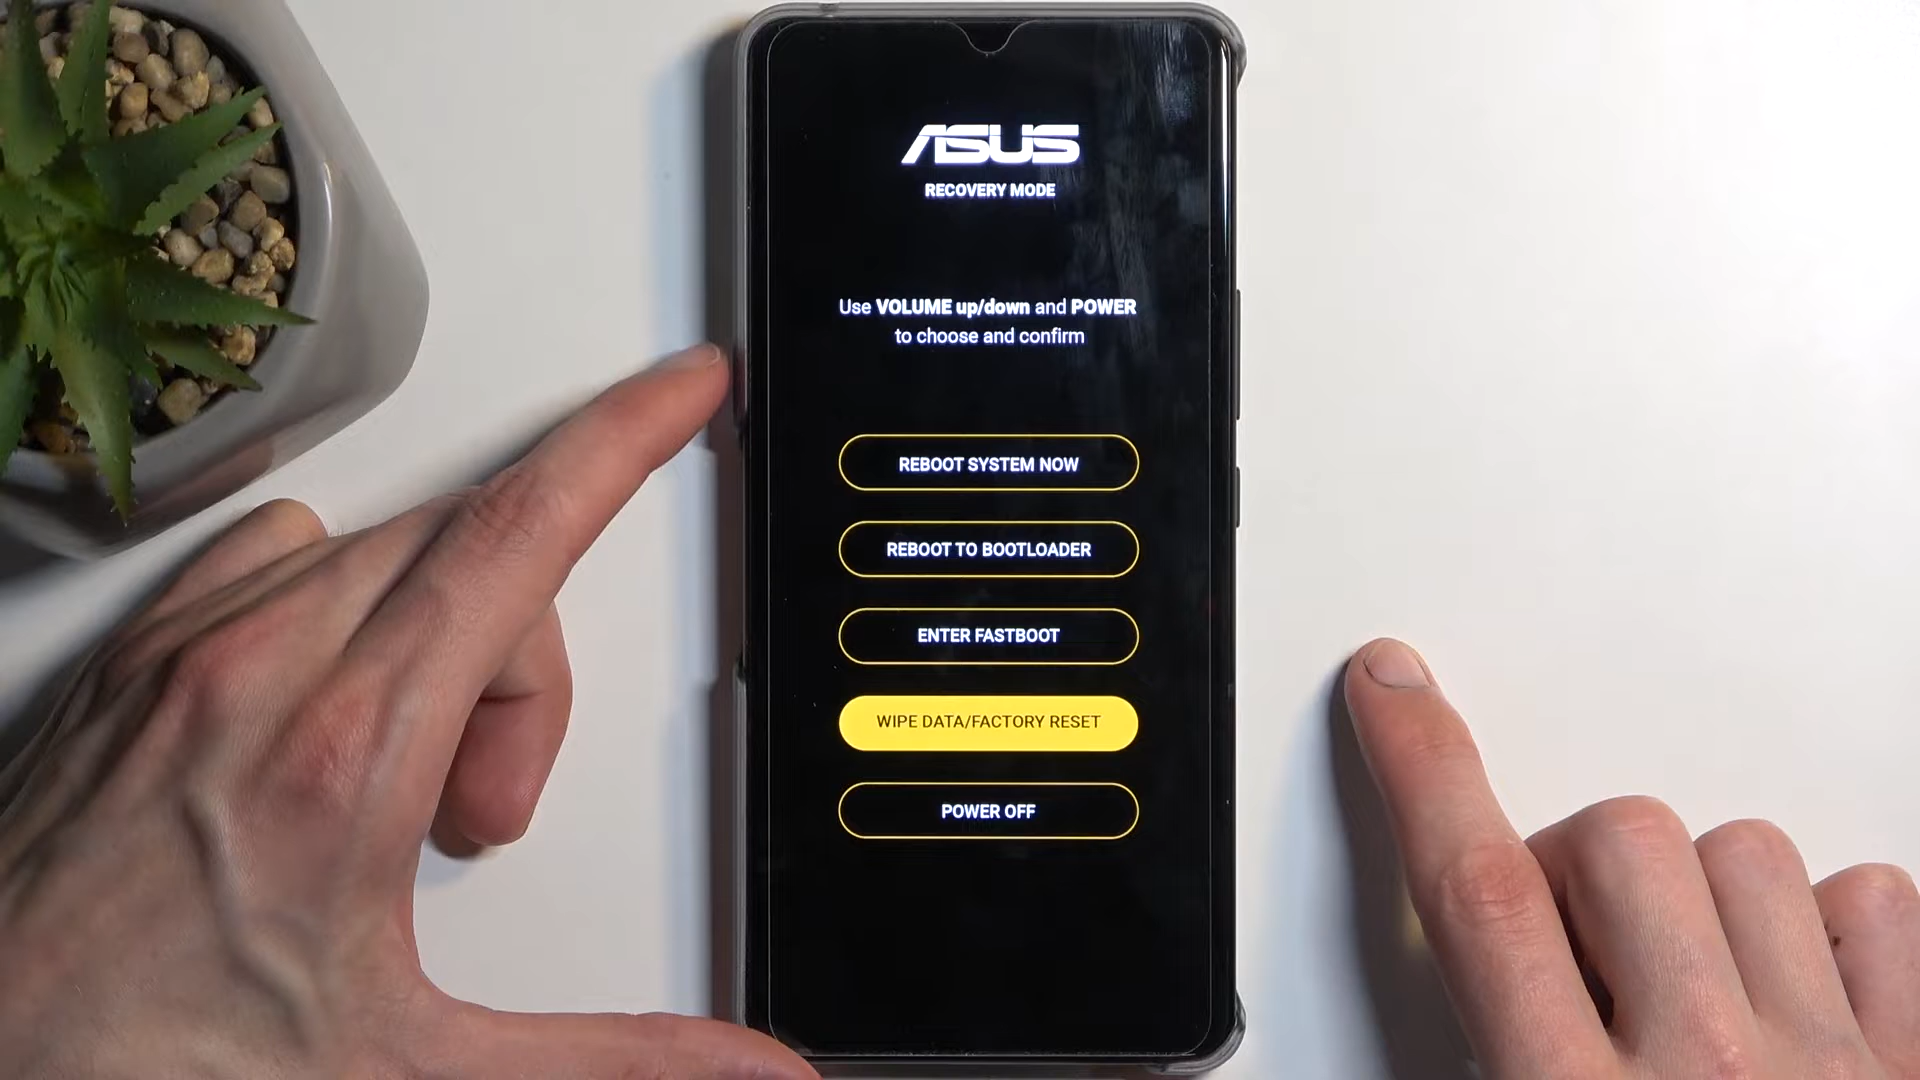 ASUS
RECOVERY MODE
Use VOLUME up/down and POWER
to choose and confirm
REBOOT SYSTEM NOW
REBOOT TO BOOTLOADER
ENTER FASTBOOT
WIPE DATA/FACTORY RESET
POWER OFF